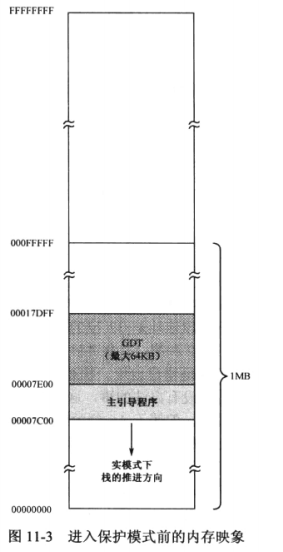 FFFFFFFF
000FFFFF
00017DFF
GDT
（最大64KB）
1MB
00007E00
主引导程序
00007C00
实模式下
栈的推进方向
00000000
图 11-3 进入保护模式前的内存映象